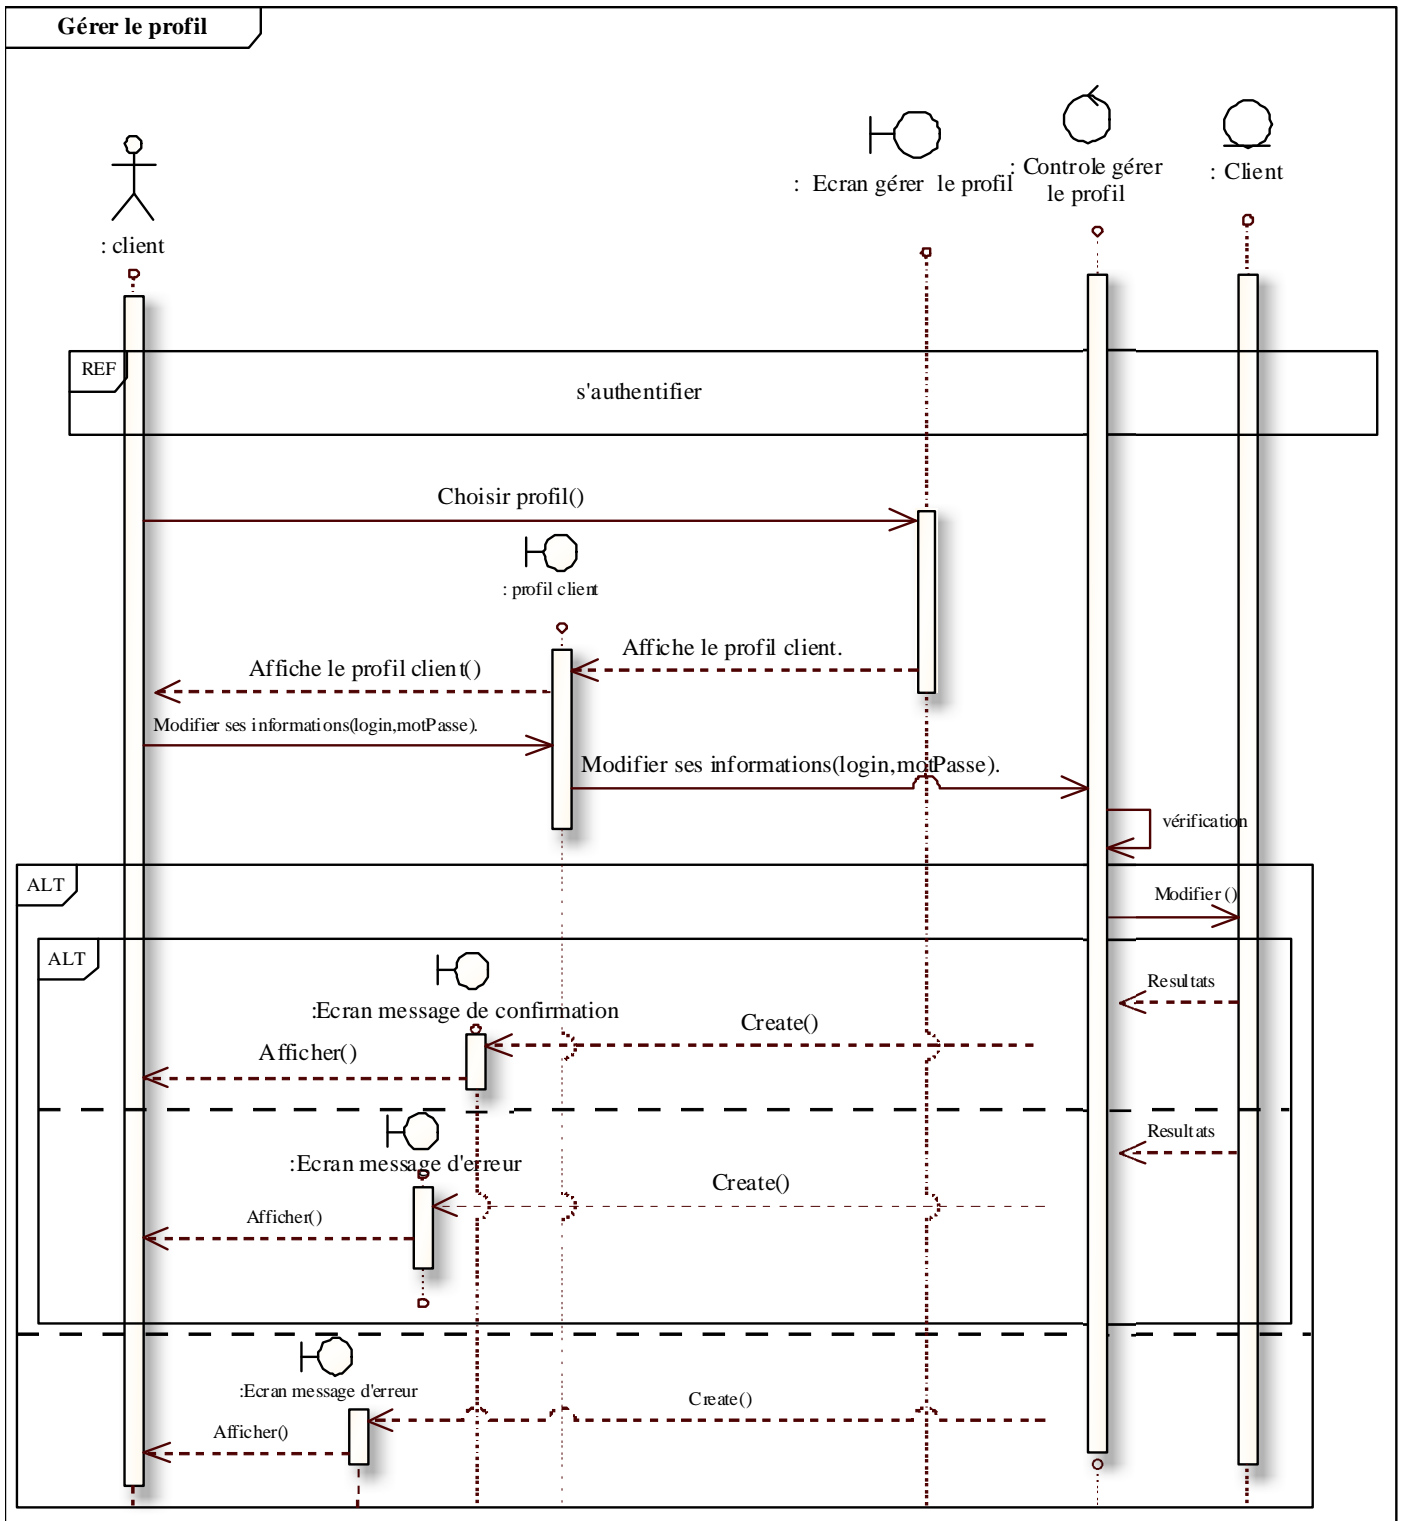 Gérer le profil
: client
: Ecran gérer le profil
: Controle gérer
le profil
: Client
REF
s'authentifier
Choisir profil()
: profil client
Affiche le profil client.
Affiche le profil client()
Modifier ses informations(login,motPasse).
Modifier ses informations(login,motPasse).
vérification
ALT
Modifier ()
ALT
Resultats
:Ecran message de confirmation
Create()
Afficher()
Resultats
:Ecran message d'erreur
Create()
Afficher()
:Ecran message d'erreur
Create()
Afficher()